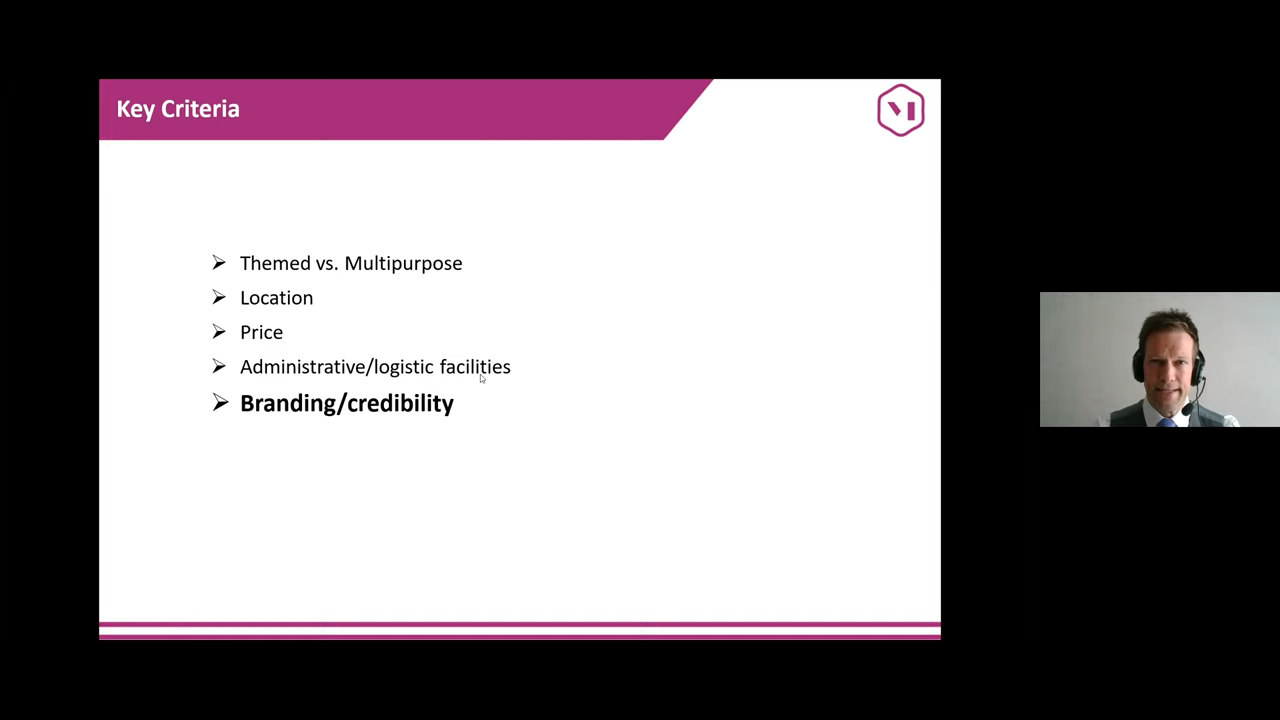 Key Criteria
Themed vs. Multipurpose
Location
Price
Administrative/logistic facilities
Branding/credibility